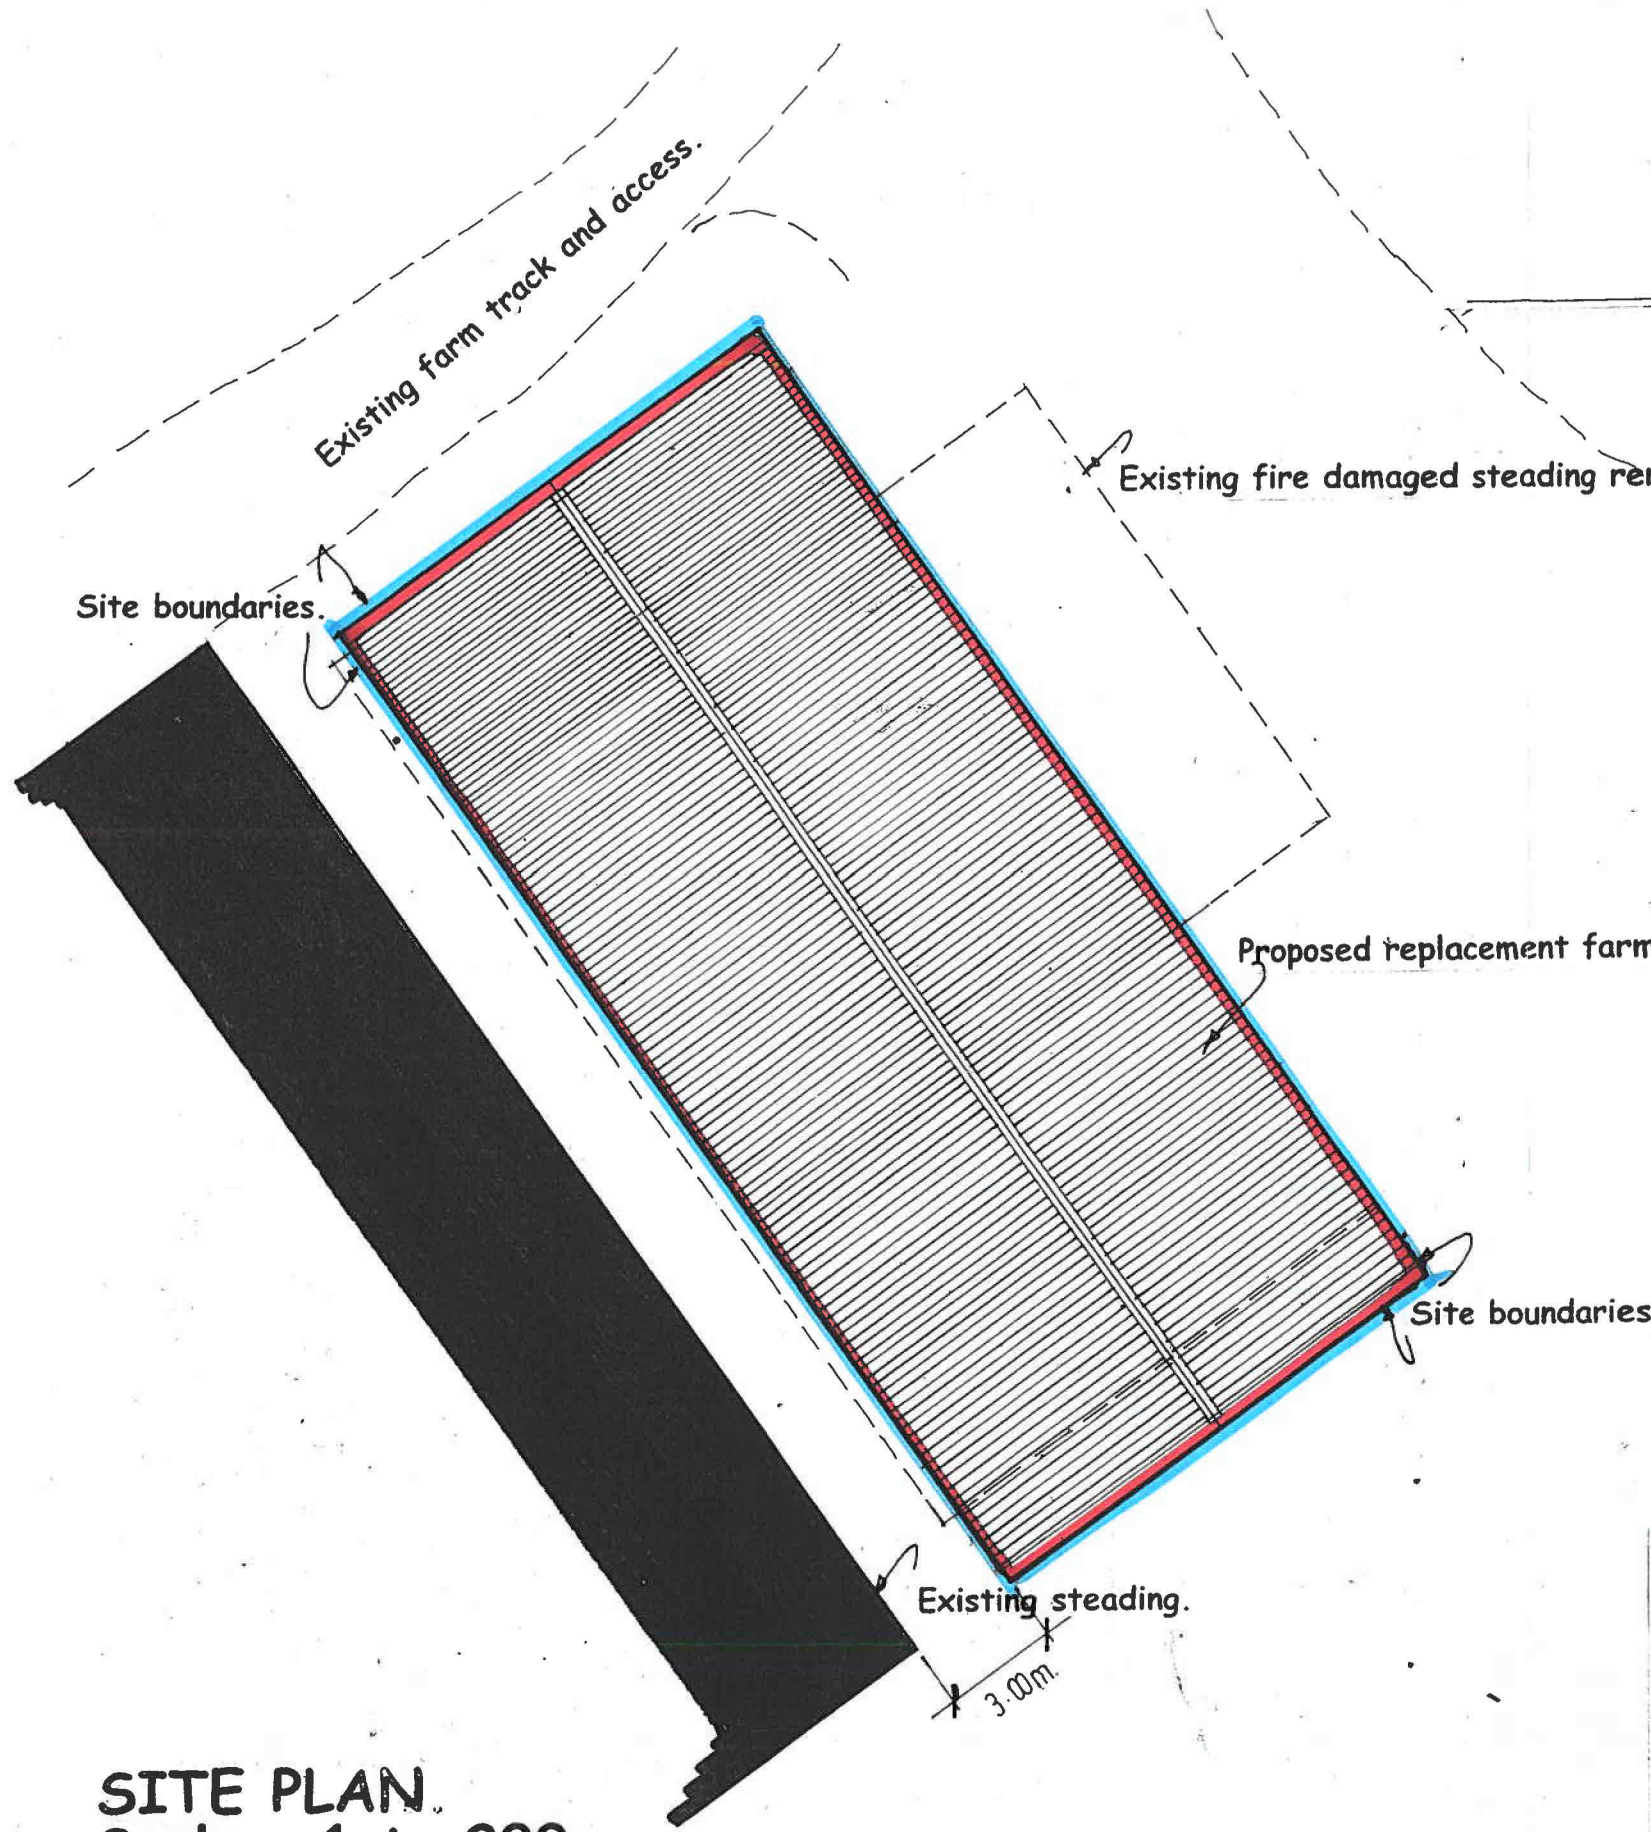 Existing farm track and access.
Existing fire damaged steading
Site boundaries.
Proposed replacement farm
Site boundaries
Existing steading.
3.00m.
SITE PLAN.